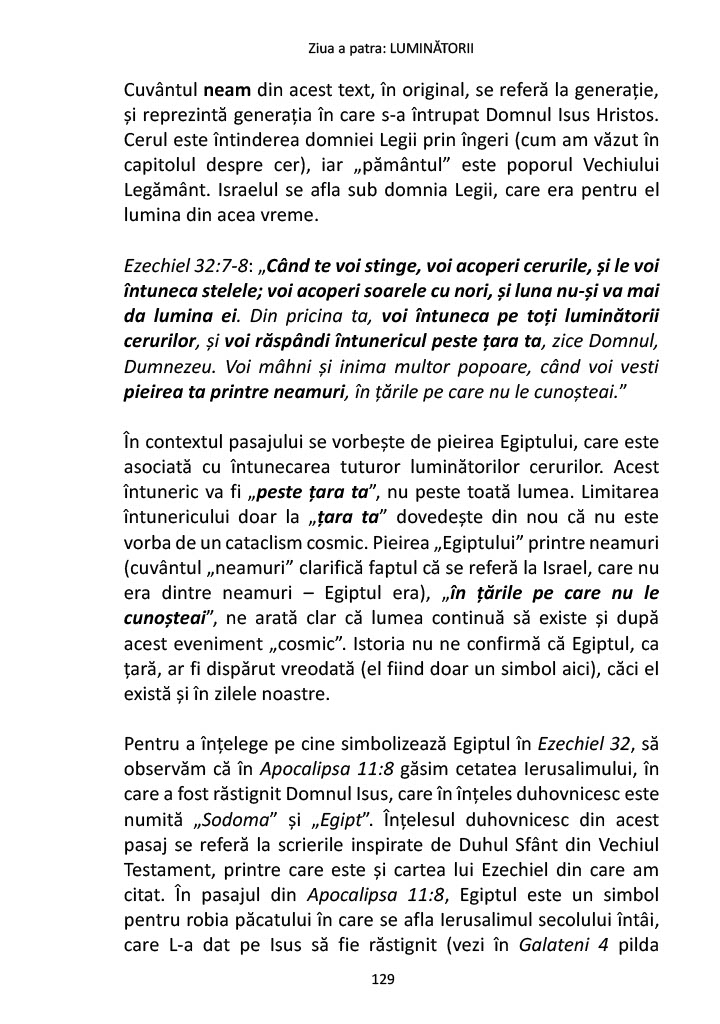 Ziua a patra: LUMINĂTORII
Cuvântul neam din acest text, în original, se referă la generație,
și reprezintă generația în care s-a întrupat Domnul Isus Hristos.
Cerul este întinderea domniei Legii prin îngeri (cum am văzut în
capitolul despre cer), iar „pământul” este poporul Vechiului
Legământ. Israelul se afla sub domnia Legii, care era pentru el
lumina din acea vreme.
Ezechiel 32:7-8: „Când te voi stinge, voi acoperi cerurile, și le voi
întuneca stelele; voi acoperi soarele cu nori, și luna nu-și va mai
da lumina ei. Din pricina ta, voi întuneca pe toți luminătorii
cerurilor, și voi răspândi întunericul peste țara ta, zice Domnul,
Dumnezeu. Voi mâhni și inima multor popoare, când voi vesti
pieirea ta printre neamuri, în țările pe care nu le cunoșteai.”
În contextul pasajului se vorbește de pieirea Egiptului, care este
asociată cu întunecarea tuturor luminătorilor cerurilor. Acest
întuneric va fi „peste țara ta”, nu peste toată lumea. Limitarea
întunericului doar la „țara ta” dovedește din nou că nu este
vorba de un cataclism cosmic. Pieirea „Egiptului” printre neamuri
(cuvântul „neamuri” clarifică faptul că se referă la Israel, care nu
era dintre neamuri – Egiptul era), „în țările pe care nu le
cunoșteai”, ne arată clar că lumea continuă să existe și după
acest eveniment „cosmic”. Istoria nu ne confirmă că Egiptul, ca
țară, ar fi dispărut vreodată (el fiind doar un simbol aici), căci el
există și în zilele noastre.
Pentru a înțelege pe cine simbolizează Egiptul în Ezechiel 32, să
observăm că în Apocalipsa 11:8 găsim cetatea Ierusalimului, în
care a fost răstignit Domnul Isus, care în înțeles duhovnicesc este
numită „Sodoma” și „Egipt”. Înțelesul duhovnicesc din acest
pasaj se referă la scrierile inspirate de Duhul Sfânt din Vechiul
Testament, printre care este și cartea lui Ezechiel din care am
citat. În pasajul din Apocalipsa 11:8, Egiptul este un simbol
pentru robia păcatului în care se afla Ierusalimul secolului întâi,
care L-a dat pe Isus să fie răstignit (vezi în Galateni 4 pilda
129